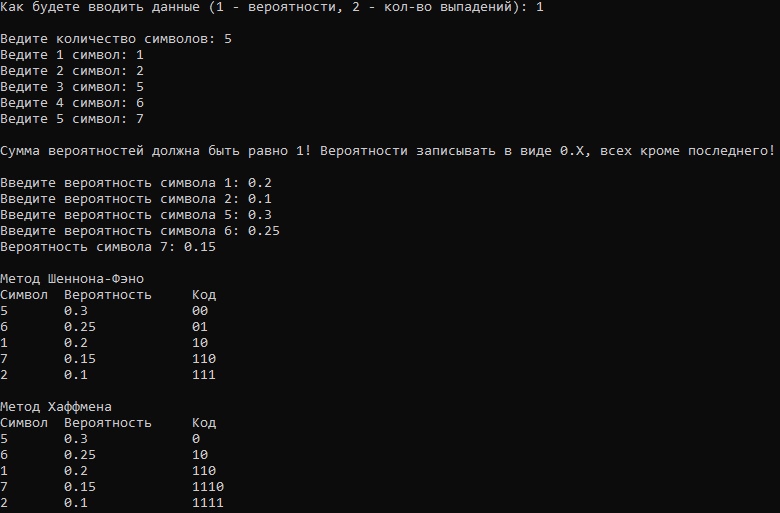 Как будете вводить данные (1 - вероятности, 2 - кол-во выпадений): 1
Ведите количество символов: 5
Ведите 1 символ: 1
Ведите 2 символ: 2
Ведите 3 символ: 5
Ведите 4 символ: 6
Ведите 5 символ: 7
Сумма вероятностей должна быть равно 1! Вероятности записывать в виде 0.X, всех кроме последнего!
Введите вероятность символа 1: 0.2
Введите вероятность символа 2: 0.1
Введите вероятность символа 5: 0.3
Введите вероятность символа 6: 0.25
Вероятность символа 7: 0.15
Метод Шеннона-Фэно
Символ Вероятность Код
5 0.3 00
6 0.25 01
1 0.2 10
7 0.15 110
2 0.1 111
Метод Хаффмена
Символ Вероятность Код
5 0.3 0
6 0.25 10
1 0.2 110
7 0.15 1110
2 0.1 1111